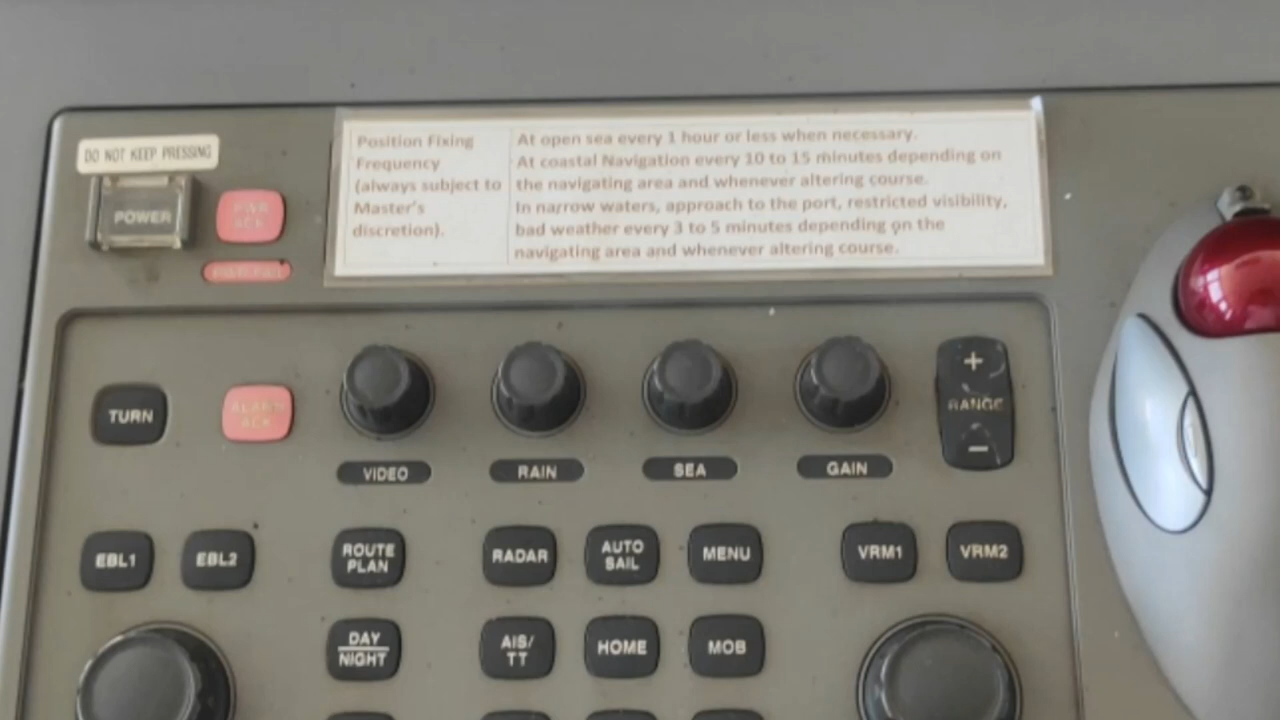 DO NOT KEEP PRESSING
POWER
PWR
ACK
Position Fixing
Frequency
(always subject to
Master's
discretion).
At open sea every 1 hour or less when necessary.
At coastal Navigation every 10 to 15 minutes depending on
the navigating area and whenever altering course.
In narrow waters, approach to the port, restricted visibility,
bad weather every 3 to 5 minutes depending on the
navigating area and whenever altering course.
TURN
ALARM
ACK
VIDEO
RAIN
SEA
GAIN
+
RANGE
−
EBL1
EBL2
ROUTE
PLAN
RADAR
AUTO
SAIL
MENU
VRM1
VRM2
DAY
NIGHT
AIS/
TT
HOME
MOB